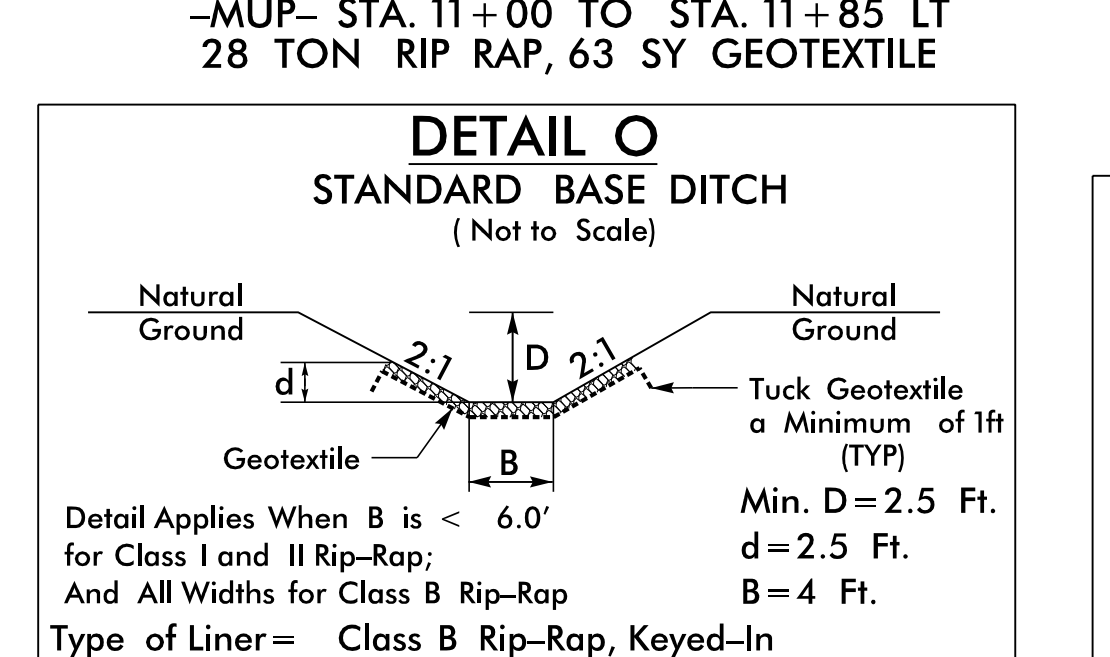 –MUP– STA. 11+00 TO STA. 11+85 LT
28 TON RIP RAP, 63 SY GEOTEXTILE
DETAIL O
STANDARD BASE DITCH
( Not to Scale)
Natural
Ground
Natural
Ground
2:1
D
2:1
d
Geotextile
B
Tuck Geotextile
a Minimum of 1ft
(TYP)
Detail Applies When B is < 6.0'
for Class I and II Rip–Rap;
And All Widths for Class B Rip–Rap
Min. D=2.5 Ft.
d=2.5 Ft.
B=4 Ft.
Type of Liner= Class B Rip–Rap, Keyed–In